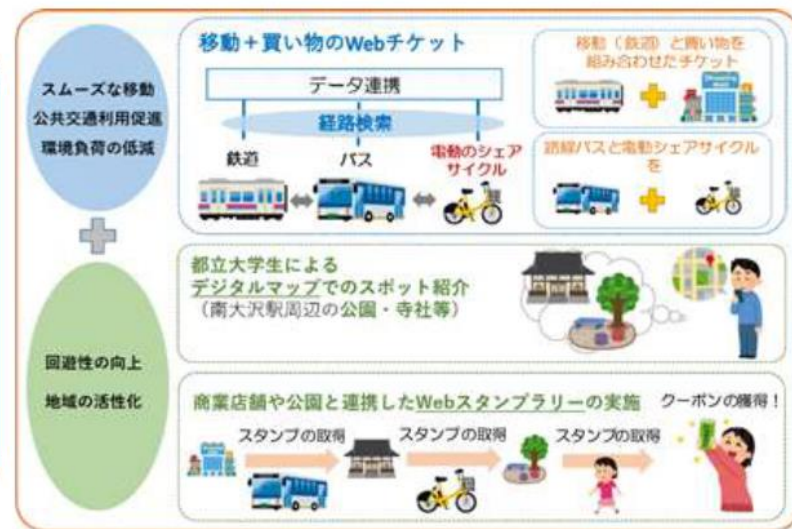 スムーズな移動
公共交通利用促進
環境負荷の低減
回遊性の向上
地域の活性化
移動＋買い物のWebチケット
データ連携
経路検索
鉄道
バス
電動のシェア
サイクル
移動（鉄道）と買い物を
組み合わせたチケット
路線バスと電動シェアサイクル
を
都立大学生による
デジタルマップでのスポット紹介
（南大沢駅周辺の公園・寺社等）
商業店舗や公園と連携したWebスタンプラリーの実施
クーポンの獲得！
スタンプの取得
スタンプの取得
スタンプの取得